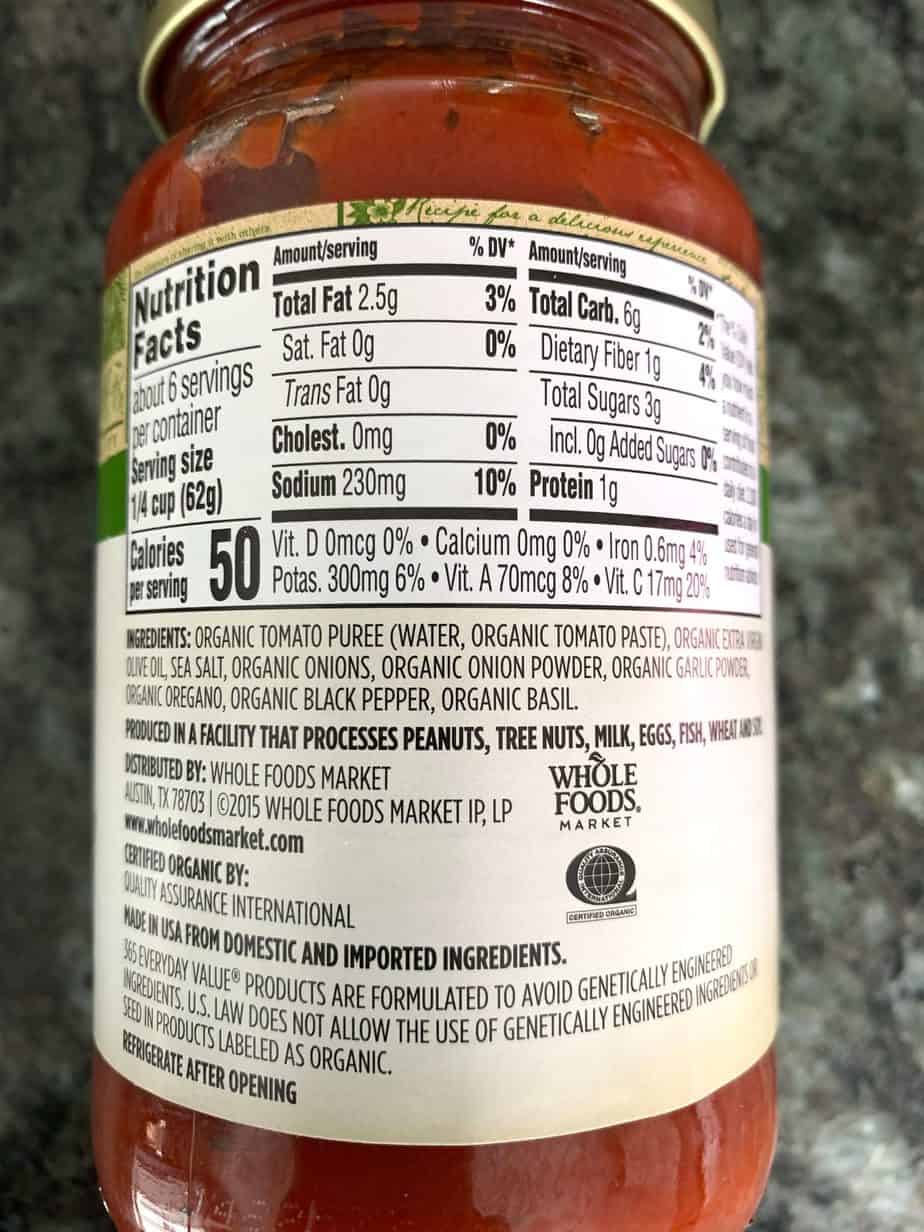 Recipe for a delicious experience
Nutrition
Facts
about 6 servings
per container
Serving size
1/4 cup (62g)
Calories
per serving
50
Amount/serving % DV*
Total Fat 2.5g 3%
Sat. Fat 0g 0%
Trans Fat 0g
Cholest. 0mg 0%
Sodium 230mg 10%
Amount/serving % DV*
Total Carb. 6g 2%
Dietary Fiber 1g 4%
Total Sugars 3g
Incl. 0g Added Sugars 0%
Protein 1g
Vit. D 0mcg 0% • Calcium 0mg 0% • Iron 0.6mg 4%
Potas. 300mg 6% • Vit. A 70mcg 8% • Vit. C 17mg 20%
INGREDIENTS: ORGANIC TOMATO PUREE (WATER, ORGANIC TOMATO PASTE), ORGANIC EXTRA VIRGIN
OLIVE OIL, SEA SALT, ORGANIC ONIONS, ORGANIC ONION POWDER, ORGANIC GARLIC POWDER,
ORGANIC OREGANO, ORGANIC BLACK PEPPER, ORGANIC BASIL.
PRODUCED IN A FACILITY THAT PROCESSES PEANUTS, TREE NUTS, MILK, EGGS, FISH, WHEAT AND
DISTRIBUTED BY: WHOLE FOODS MARKET
AUSTIN, TX 78703 | ©2015 WHOLE FOODS MARKET IP, LP
www.wholefoodsmarket.com
WHOLE
FOODS®
MARKET
CERTIFIED ORGANIC BY:
QUALITY ASSURANCE INTERNATIONAL
QUALITY ASSURANCE
INTERNATIONAL
CERTIFIED ORGANIC
MADE IN USA FROM DOMESTIC AND IMPORTED INGREDIENTS.
365 EVERYDAY VALUE® PRODUCTS ARE FORMULATED TO AVOID GENETICALLY ENGINEERED
INGREDIENTS. U.S. LAW DOES NOT ALLOW THE USE OF GENETICALLY ENGINEERED INGREDIENTS OR
SEED IN PRODUCTS LABELED AS ORGANIC.
REFRIGERATE AFTER OPENING